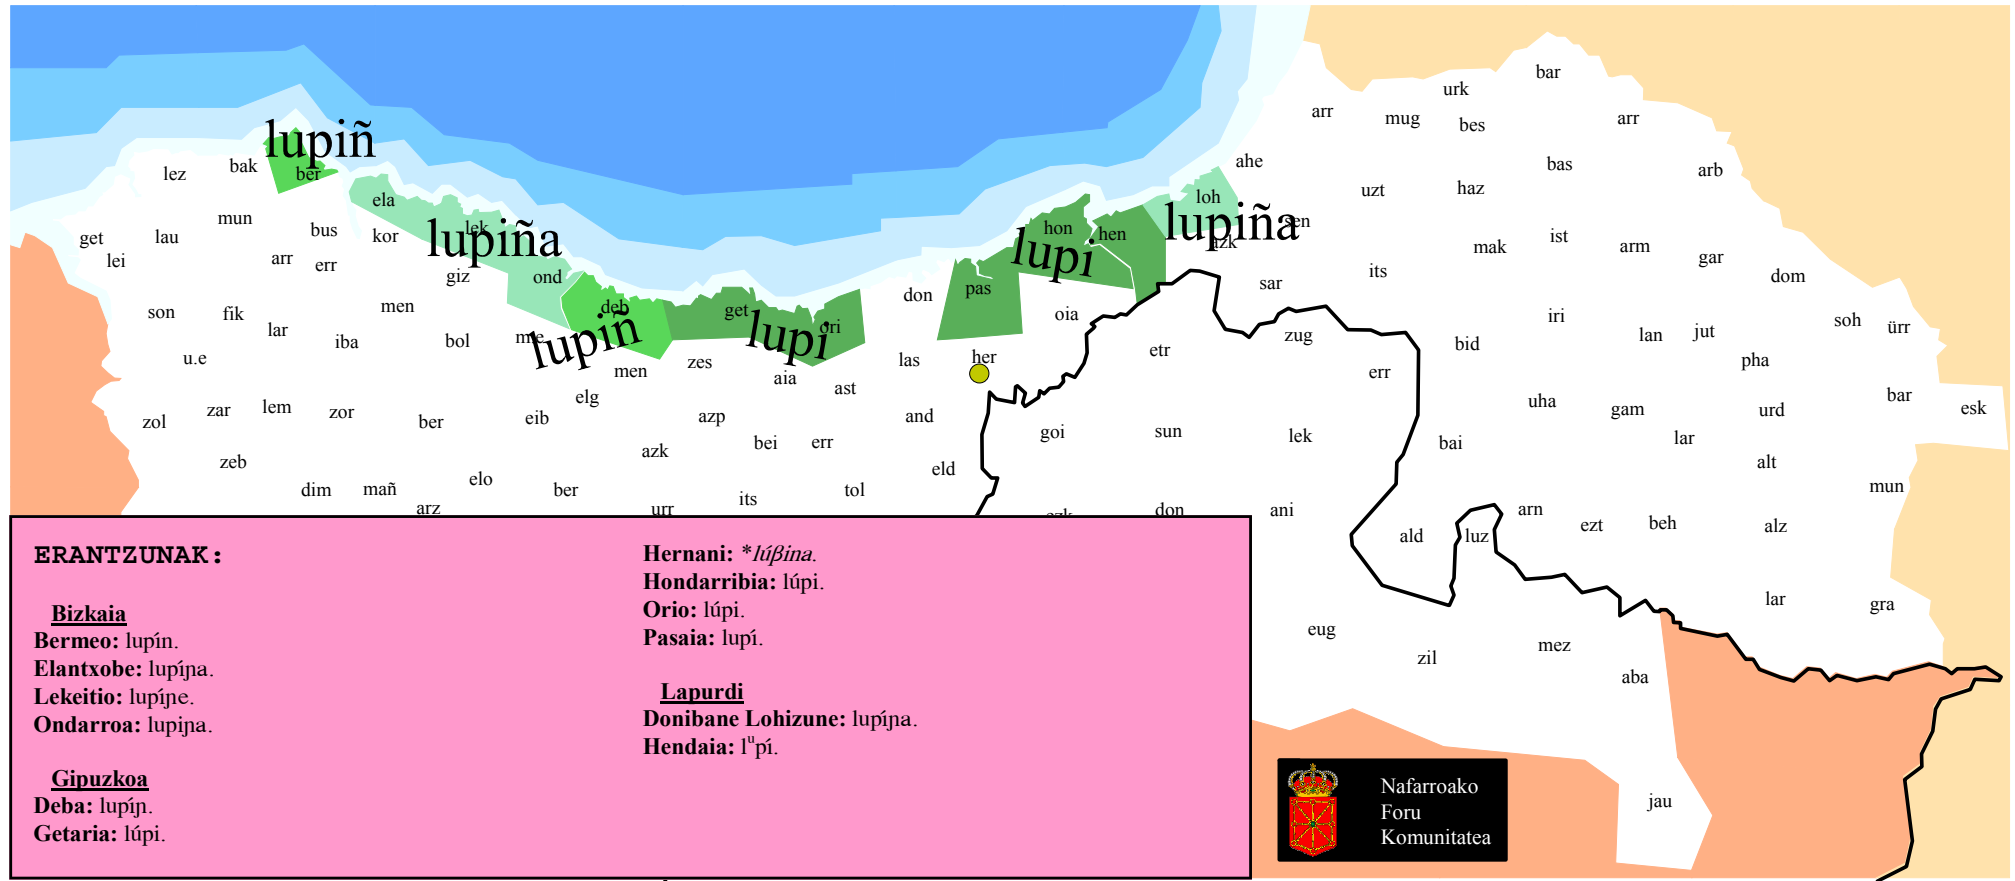 bar
urk
arr
mug
bes
arr
lupiñ
ahe
bas
lez
bak
ber
arb
uzt
haz
ela
loh
mun
lek
sen
get
lau
bus
kor
lupiña
hon
hen
lupiña
azk
ist
mak
arm
lupi
lei
arr
err
giz
ond
its
gar
dom
sar
don
pas
son
fik
men
deb
get
oia
iri
lar
lupiñ
lupi
ori
soh
ürr
iba
bol
zug
lan
jut
bid
u.e
las
her
etr
pha
men
zes
err
aia
ast
elg
bar
esk
zol
zar
lem
zor
ber
eib
azp
and
uha
gam
urd
goi
sun
lek
bai
lar
bei
err
azk
zeb
eld
alt
dim
mañ
elo
ber
its
tol
mun
arz
urr
don
ani
arn
ezt
beh
alz
ald
luz
lar
gra
eug
zil
mez
aba
jau
ERANTZUNAK:
Bizkaia
Bermeo: lupín.
Elantxobe: lupíɲa.
Lekeitio: lupíɲe.
Ondarroa: lupiɲa.
Gipuzkoa
Deba: lupíɲ.
Getaria: lúpi.
Hernani: *lúβina.
Hondarribia: lúpi.
Orio: lúpi.
Pasaia: lupí.
Lapurdi
Donibane Lohizune: lupíɲa.
Hendaia: lᵘpí.
Nafarroako
Foru
Komunitatea